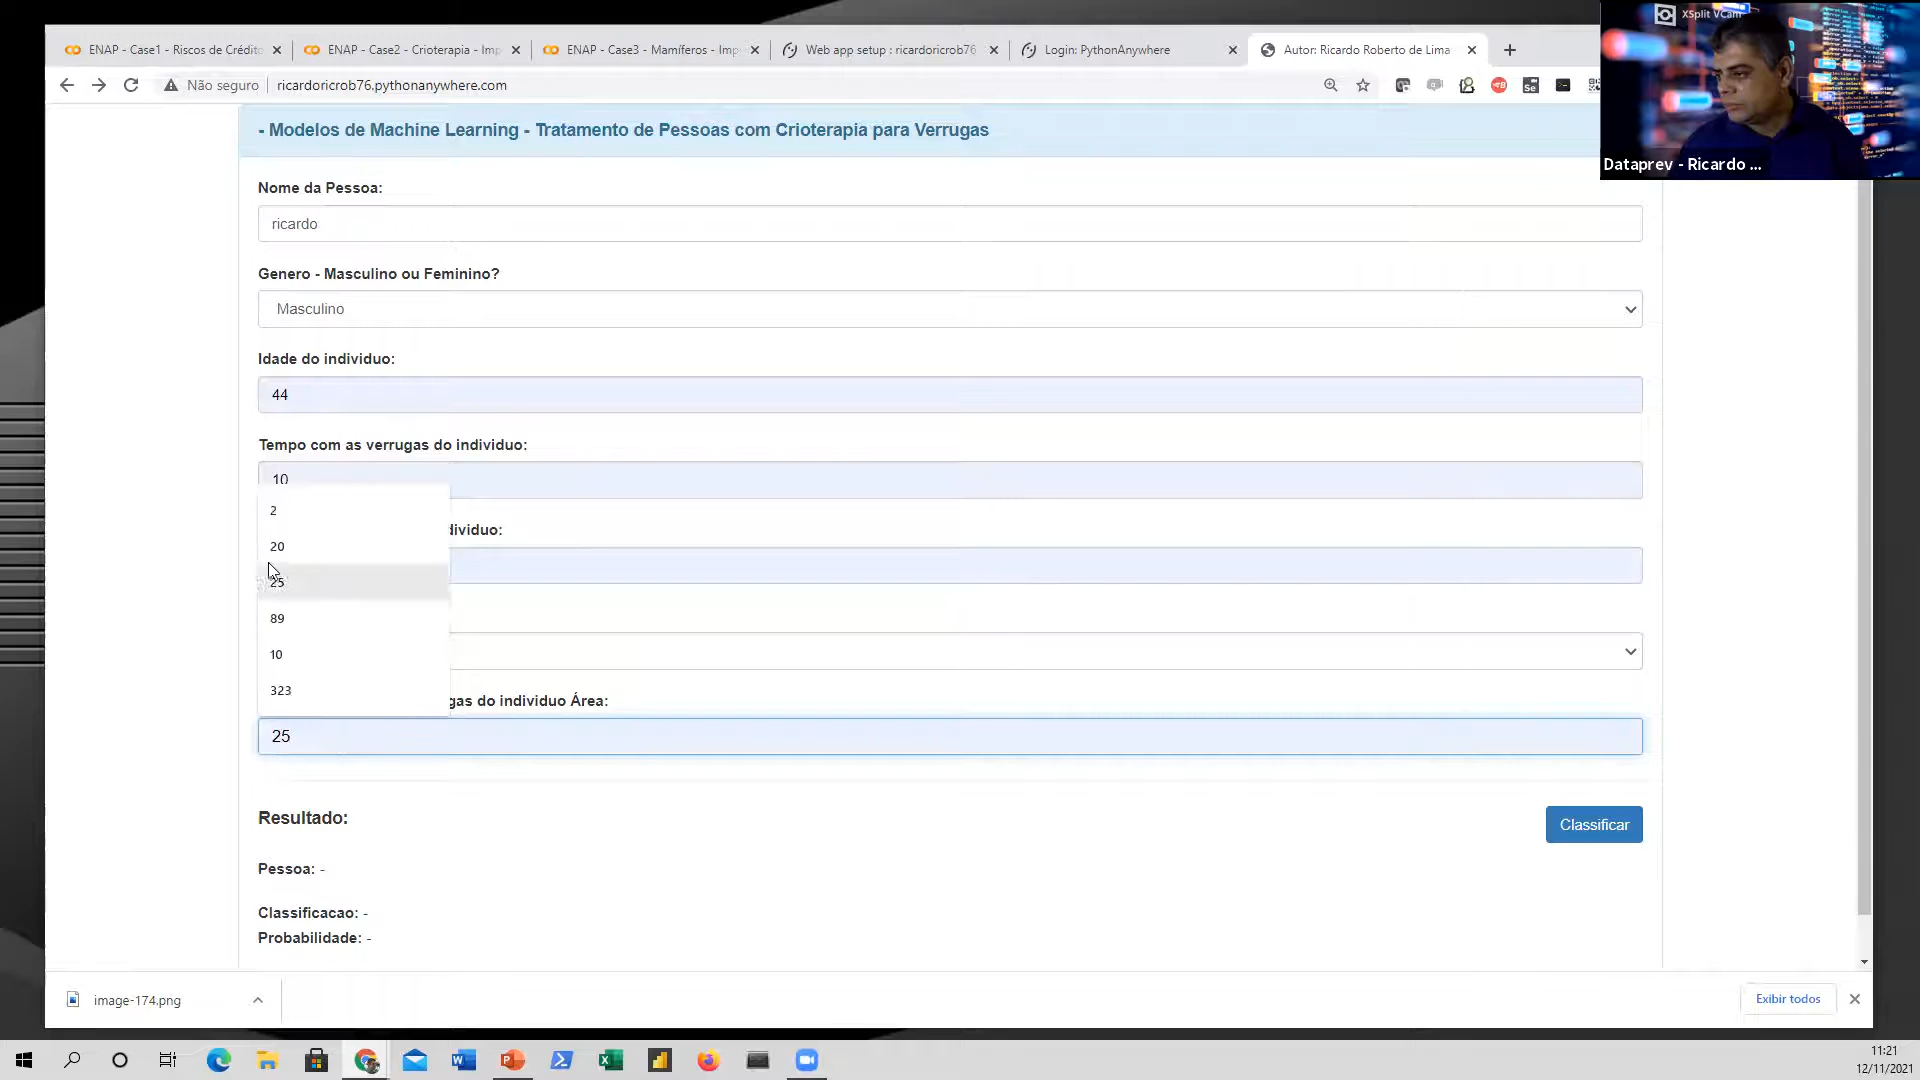 XSplit VCam
ENAP - Case1 - Riscos de Crédito
ENAP - Case2 - Crioterapia - Imp
ENAP - Case3 - Mamíferos - Imp
Web app setup : ricardoricrob76
Login: PythonAnywhere
Autor: Ricardo Roberto de Lima
Não seguro
ricardoricrob76.pythonanywhere.com
Dataprev - Ricardo ...
- Modelos de Machine Learning - Tratamento de Pessoas com Crioterapia para Verrugas
Nome da Pessoa:
ricardo
Genero - Masculino ou Feminino?
Masculino
Idade do individuo:
44
Tempo com as verrugas do individuo:
10
2
dividuo:
20
25
89
10
323
gas do individuo Área:
25
Resultado:
Classificar
Pessoa: -
Classificacao: -
Probabilidade: -
image-174.png
Exibir todos
11:21
12/11/2021